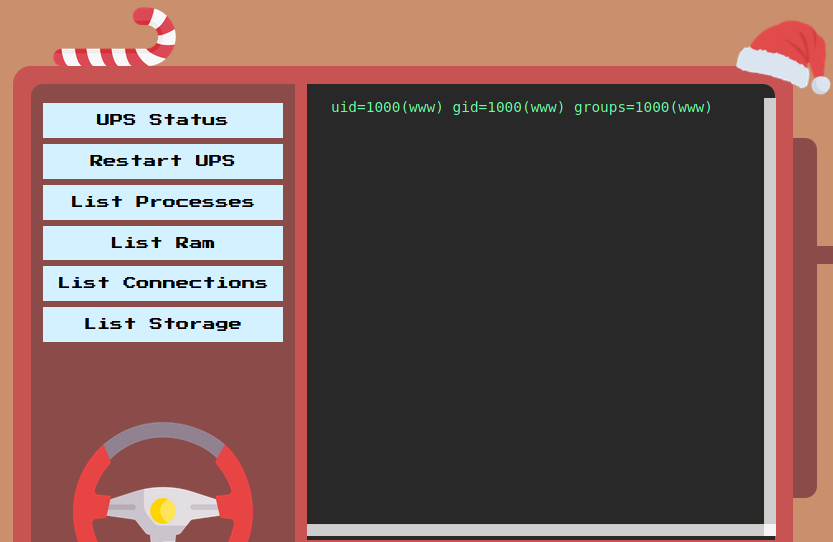 UPS Status
Restart UPS
List Processes
List Ram
List Connections
List Storage
uid=1000(www) gid=1000(www) groups=1000(www)